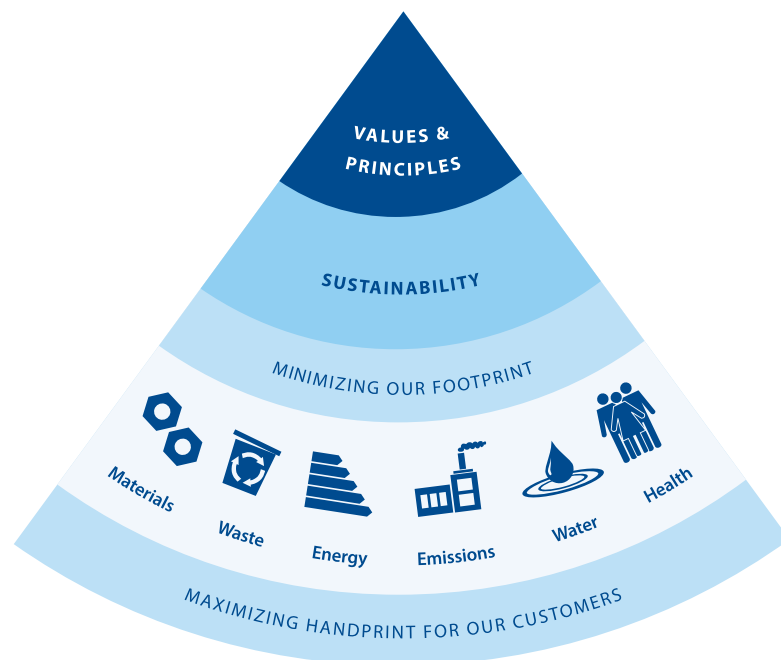 VALUES &
PRINCIPLES
SUSTAINABILITY
MINIMIZING OUR FOOTPRINT
Materials
Waste
Energy
Emissions
Water
Health
MAXIMIZING HANDPRINT FOR OUR CUSTOMERS